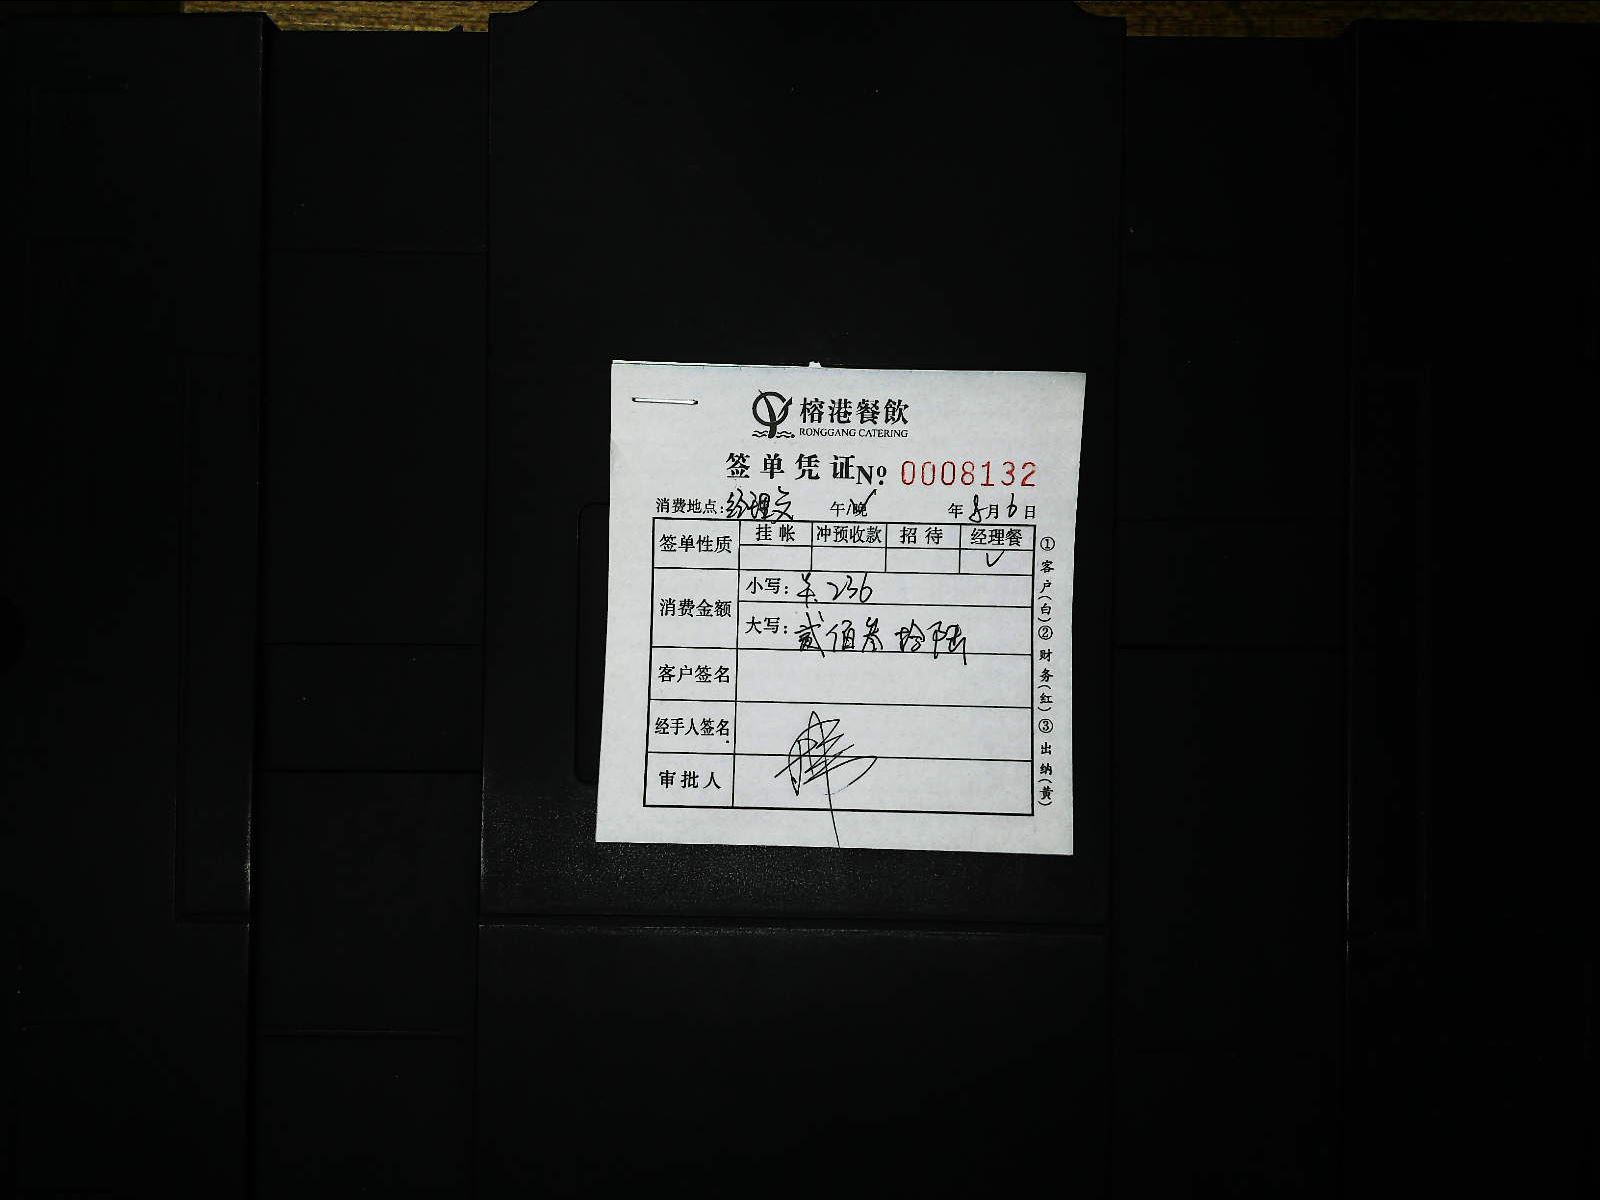 榕港餐飲
RONGGANG CATERING
签单凭证 №: 0008132
消费地点: 经理 午/晚 年 8月6日
签单性质 挂帐 冲预收款 招待 经理餐
✓
消费金额
小写: ¥ 236
大写: 贰佰叁拾陆
客户签名
经手人签名
审批人
①客户(白)②财务(红)③出纳(黄)